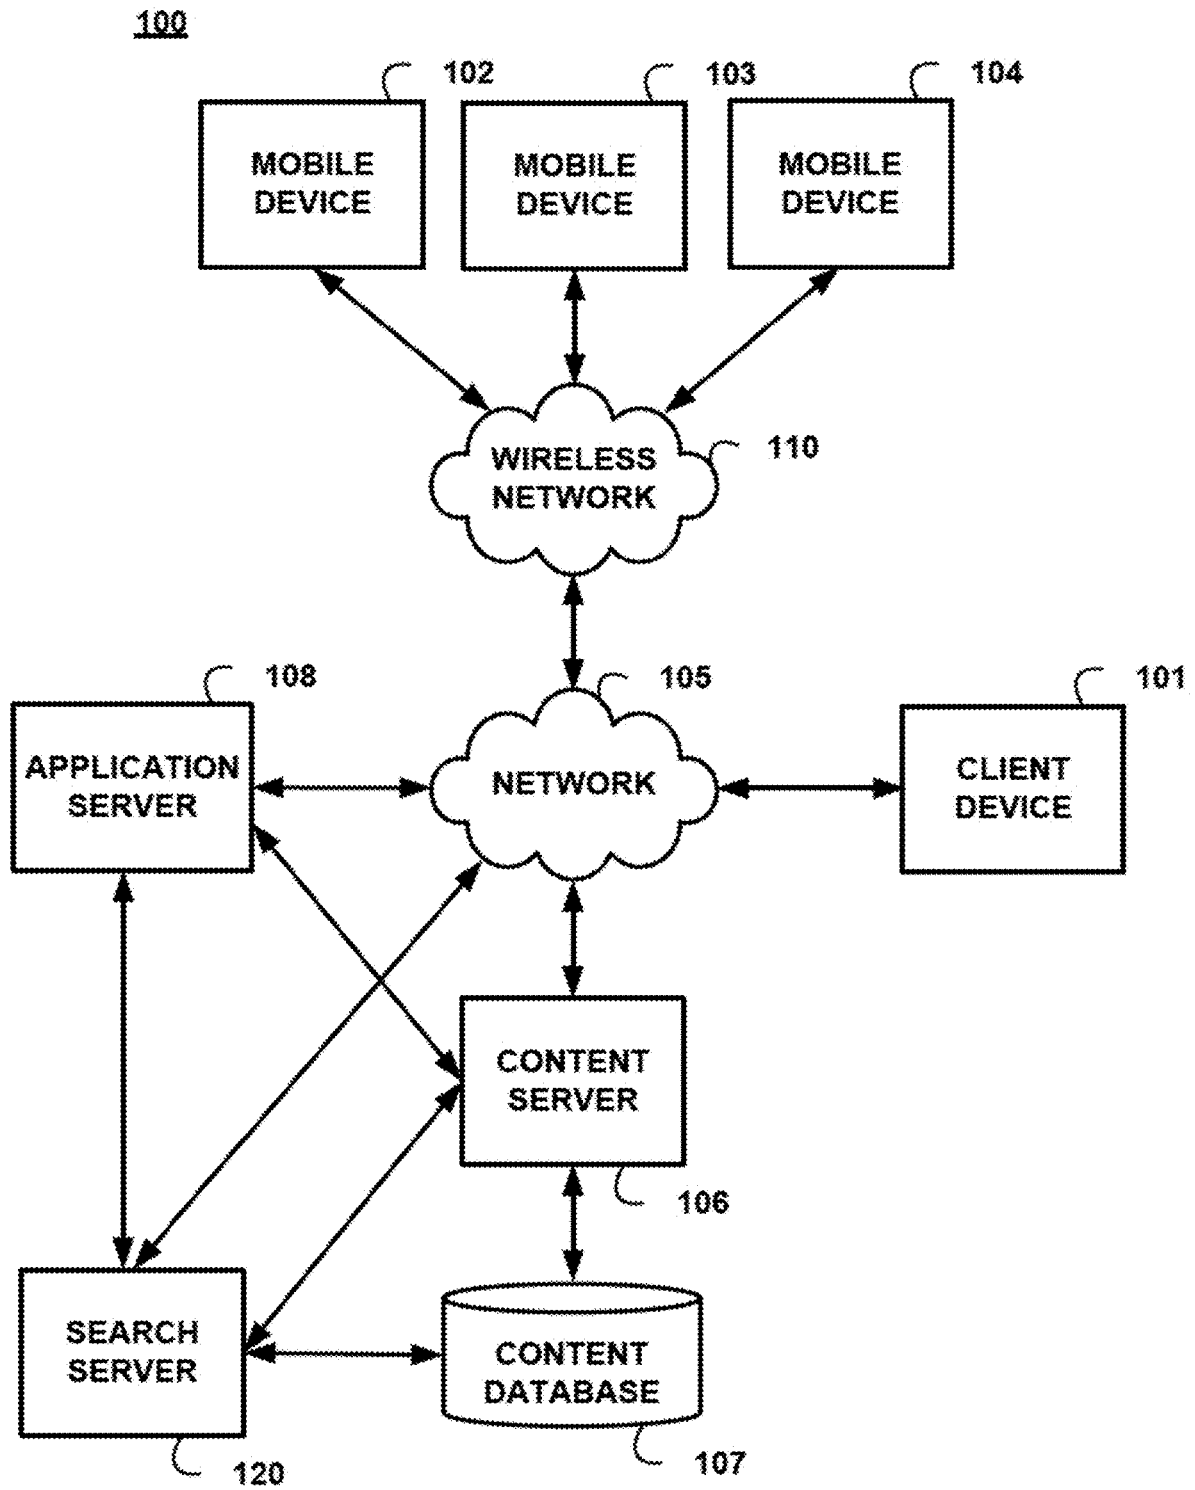 100
102
103
104
MOBILE
DEVICE
MOBILE
DEVICE
MOBILE
DEVICE
WIRELESS
NETWORK
110
108
105
101
APPLICATION
SERVER
NETWORK
CLIENT
DEVICE
CONTENT
SERVER
106
SEARCH
SERVER
CONTENT
DATABASE
120
107